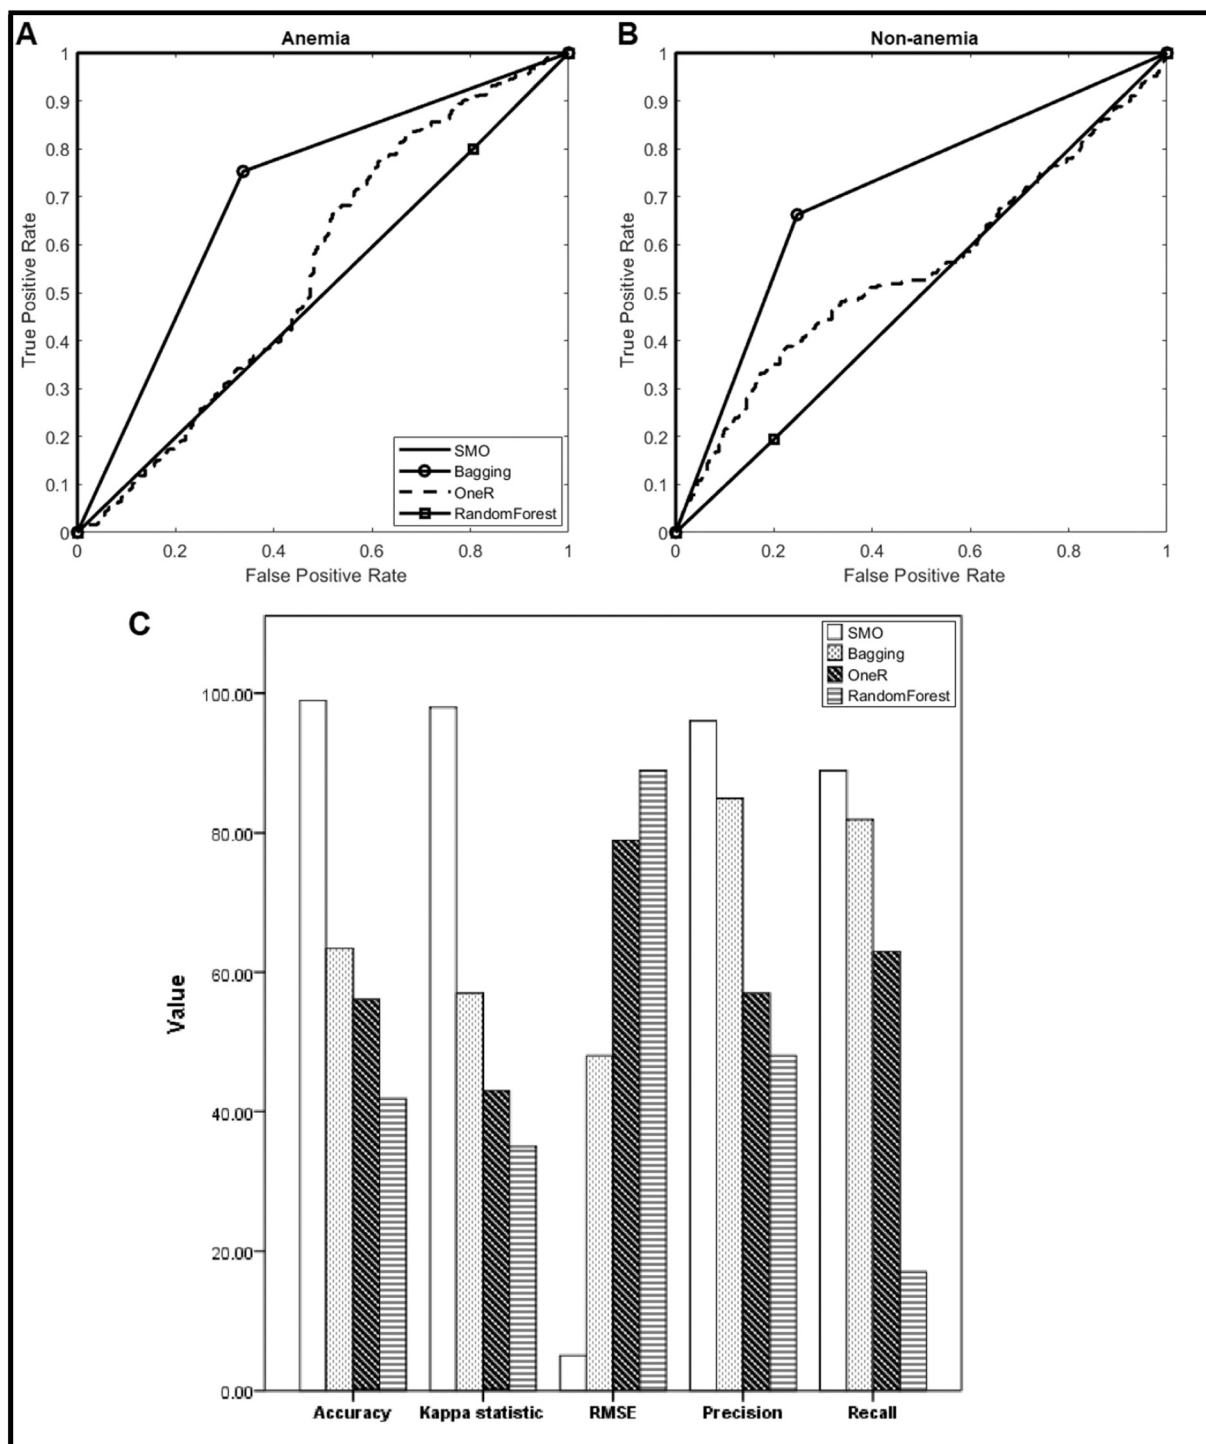 A
Anemia
1
0.9
0.8
0.7
0.6
0.5
0.4
0.3
0.2
0.1
0
True Positive Rate
SMO
Bagging
OneR
RandomForest
0 0.2 0.4 0.6 0.8 1
False Positive Rate
B
Non-anemia
1
0.9
0.8
0.7
0.6
0.5
0.4
0.3
0.2
0.1
0
True Positive Rate
0 0.2 0.4 0.6 0.8 1
False Positive Rate
C
SMO
Bagging
OneR
RandomForest
100.00
80.00
60.00
40.00
20.00
0.00
Value
Accuracy Kappa statistic RMSE Precision Recall